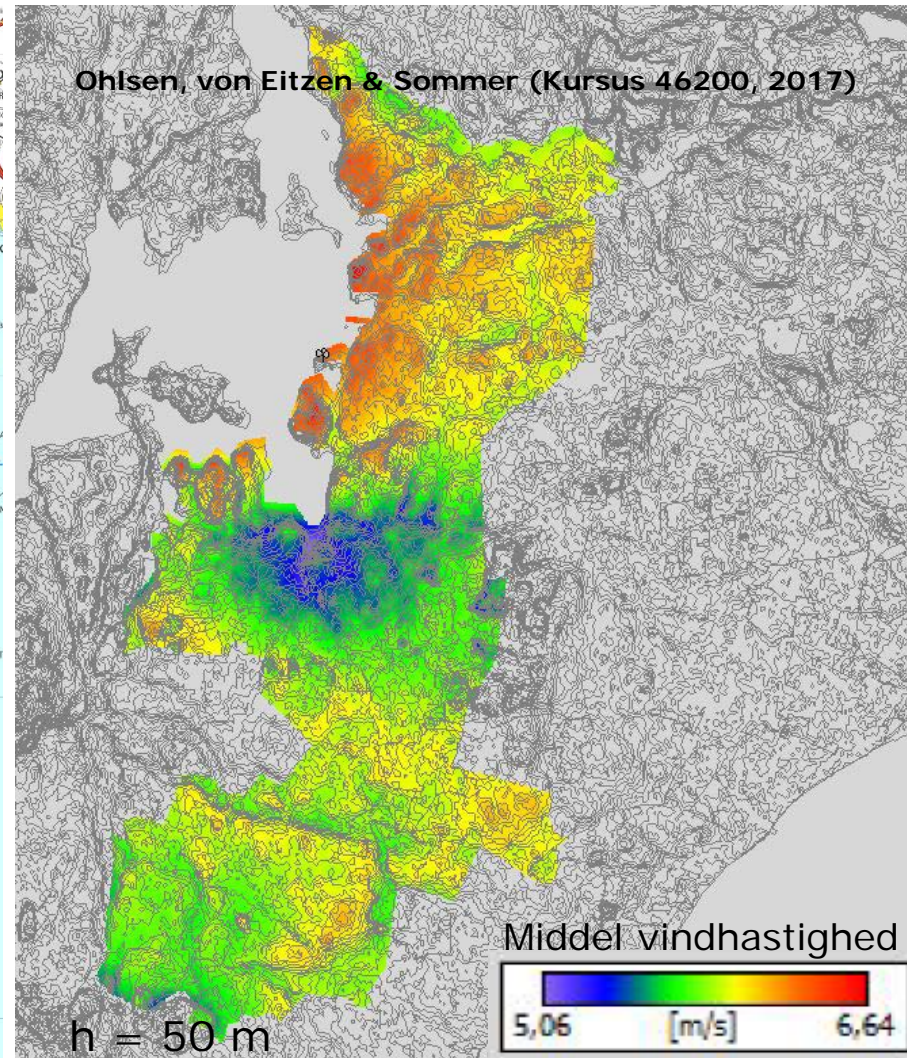 Ohlsen, von Eitzen & Sommer (Kursus 46200, 2017)
Middel vindhastighed
5,06 [m/s] 6,64
h = 50 m